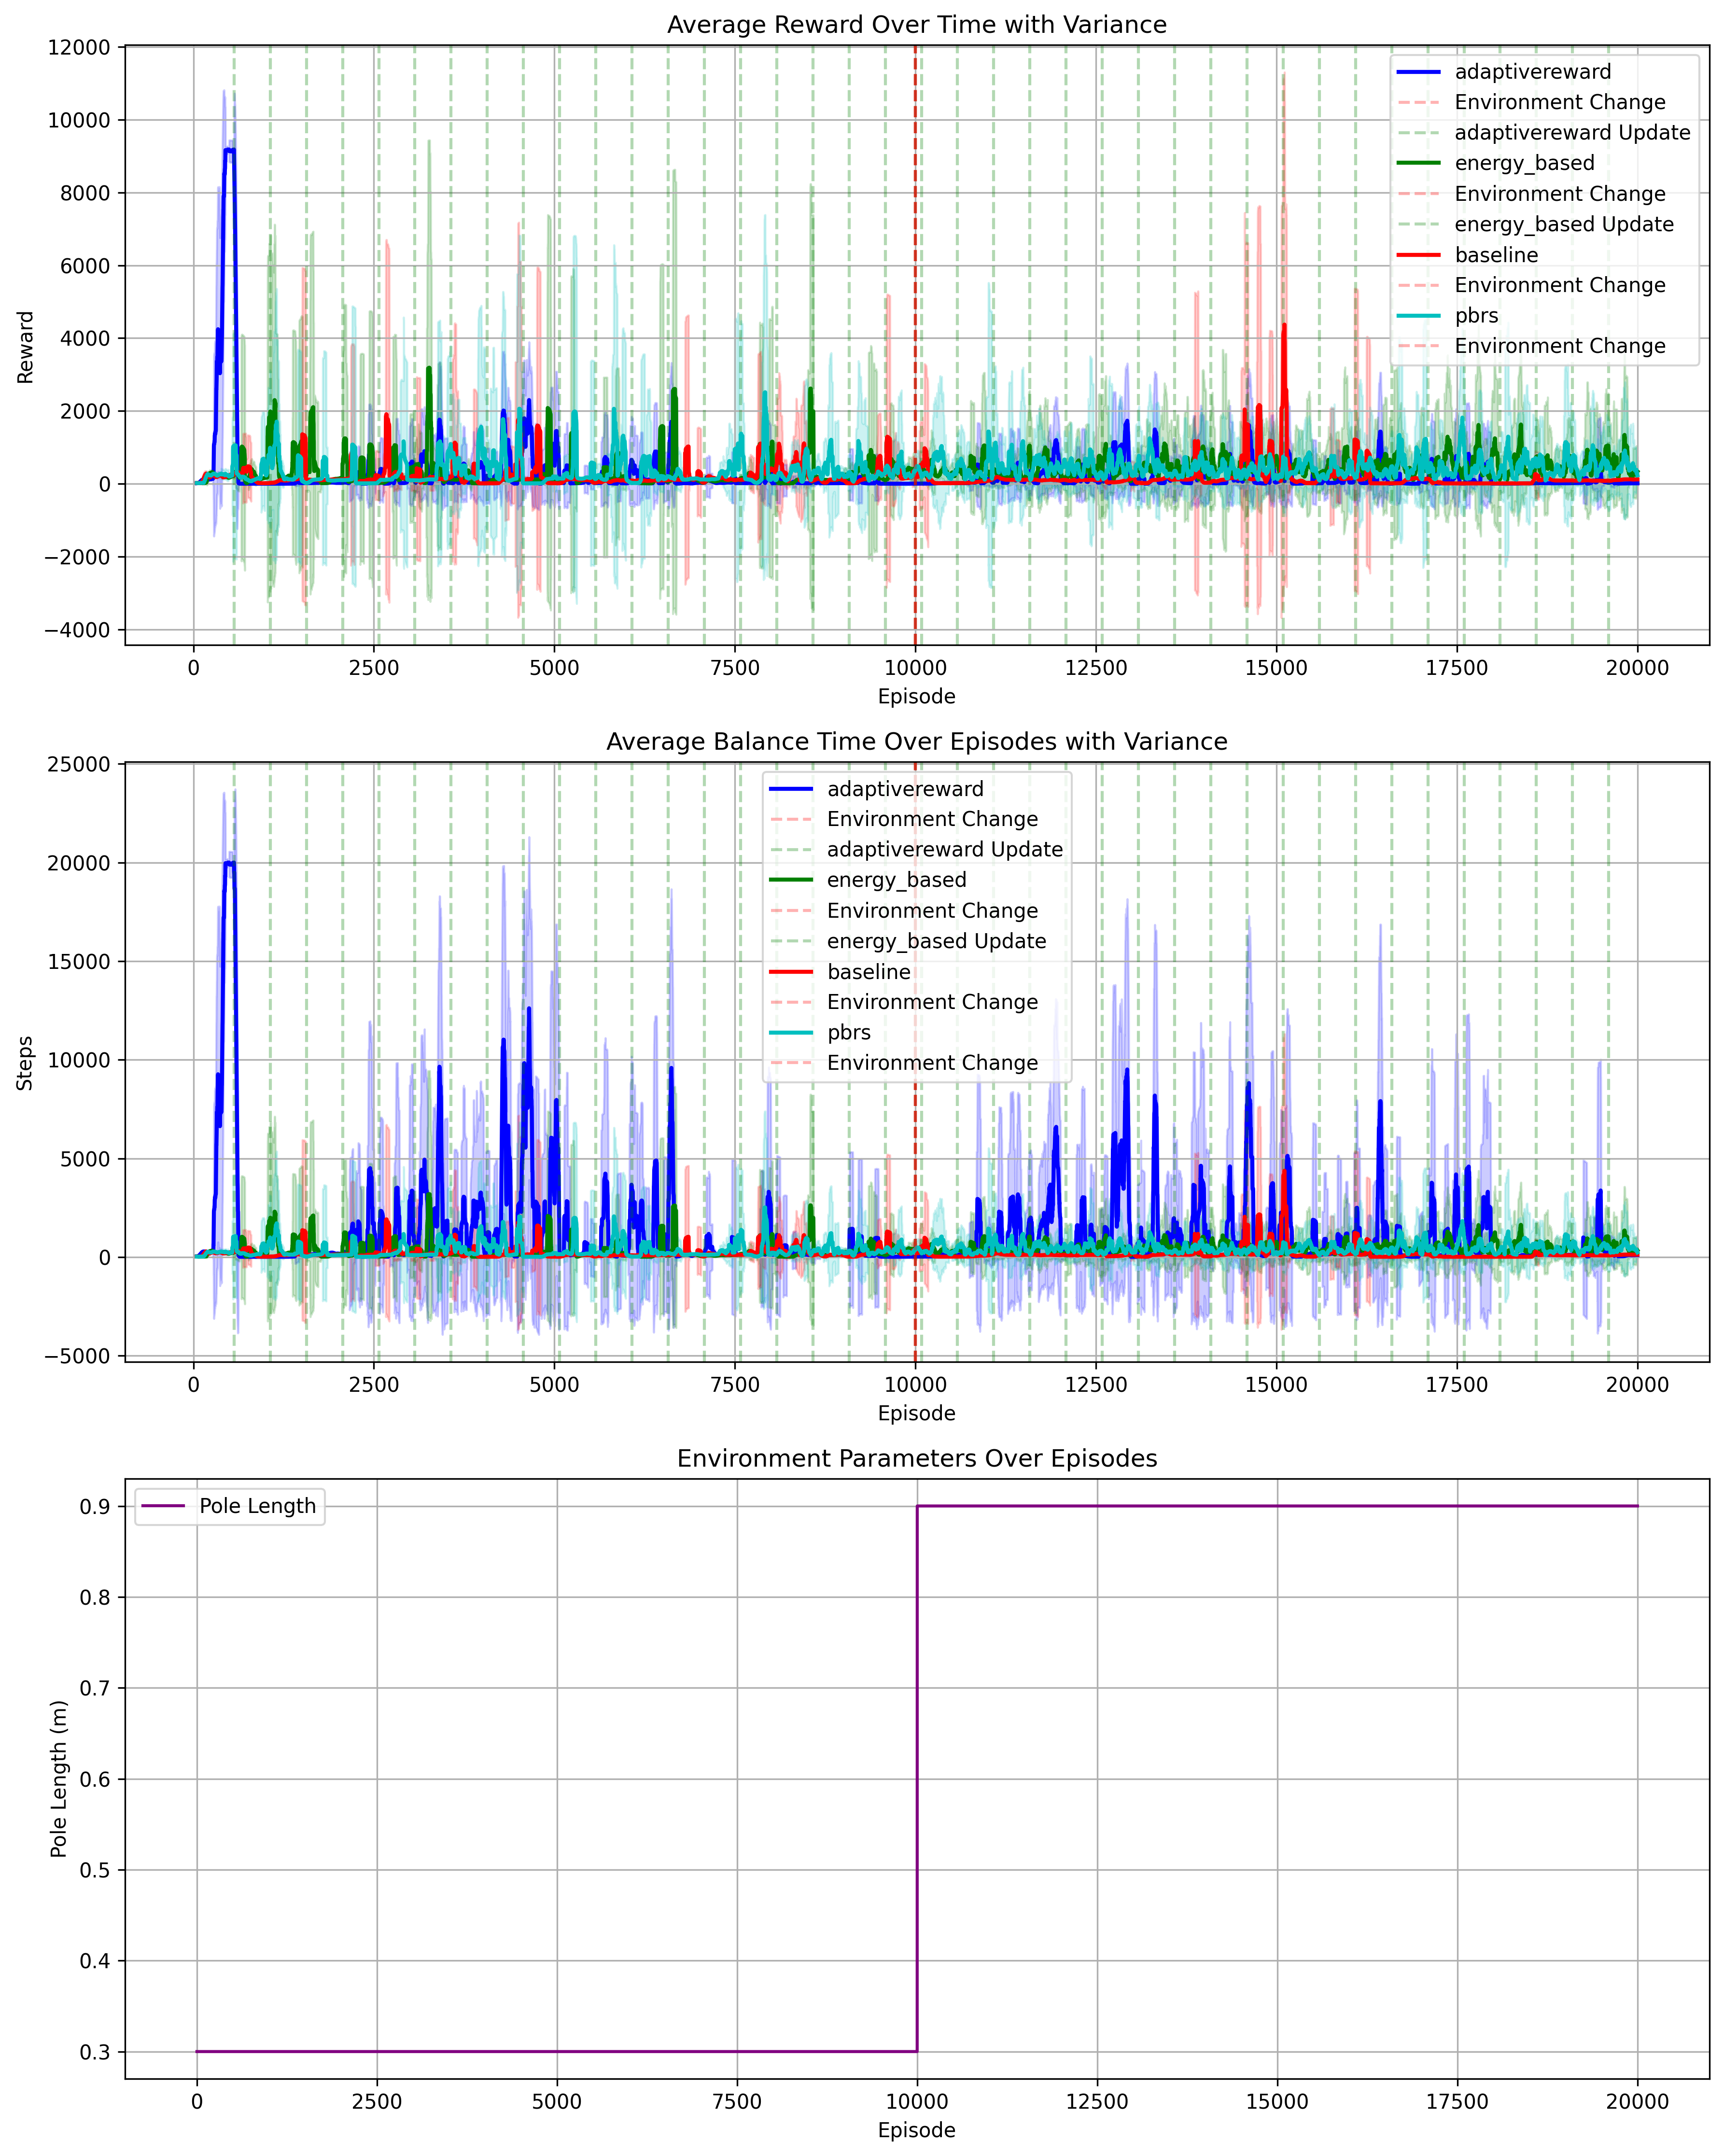 Average Reward Over Time with Variance
12000
10000
8000
6000
4000
2000
0
−2000
−4000
Reward
adaptivereward
Environment Change
adaptivereward Update
energy_based
Environment Change
energy_based Update
baseline
Environment Change
pbrs
Environment Change
0 2500 5000 7500 10000 12500 15000 17500 20000
Episode
Average Balance Time Over Episodes with Variance
25000
20000
15000
10000
5000
0
−5000
Steps
adaptivereward
Environment Change
adaptivereward Update
energy_based
Environment Change
energy_based Update
baseline
Environment Change
pbrs
Environment Change
0 2500 5000 7500 10000 12500 15000 17500 20000
Episode
Environment Parameters Over Episodes
0.9
0.8
0.7
0.6
0.5
0.4
0.3
Pole Length (m)
Pole Length
0 2500 5000 7500 10000 12500 15000 17500 20000
Episode